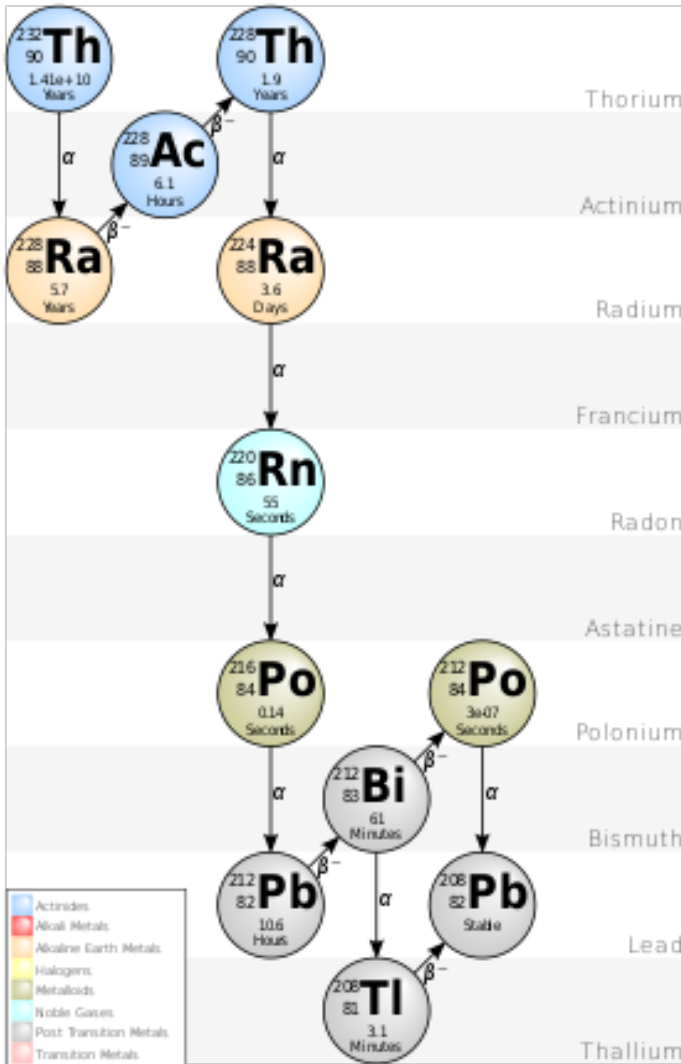 232 90 Th 1.41e+10 Years
228 90 Th 1.9 Years
Thorium
α
β⁻
α
228 89 Ac 6.1 Hours
Actinium
β⁻
228 88 Ra 5.7 Years
224 88 Ra 3.6 Days
Radium
α
Francium
220 86 Rn 55 Seconds
Radon
α
Astatine
216 84 Po 0.14 Seconds
212 84 Po 3e-07 Seconds
Polonium
β⁻
α
α
212 83 Bi 61 Minutes
Bismuth
β⁻
212 82 Pb 10.6 Hours
α
208 82 Pb Stable
Lead
β⁻
208 81 Tl 3.1 Minutes
Thallium
Actinides
Alkali Metals
Alkaline Earth Metals
Halogens
Metalloids
Noble Gases
Post Transition Metals
Transition Metals